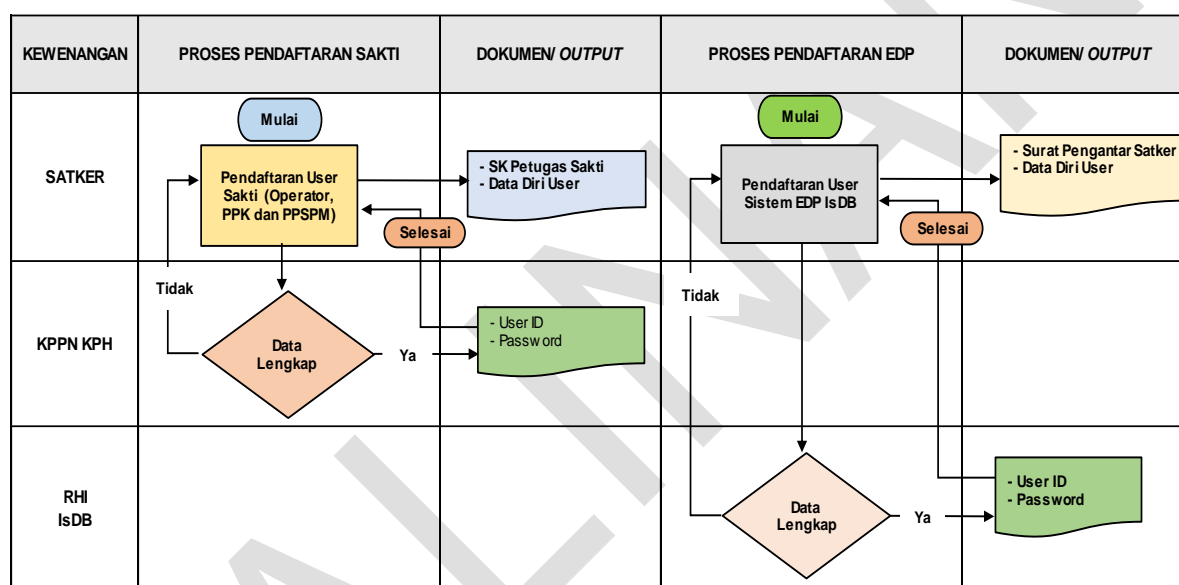 KEWENANGAN
PROSES PENDAFTARAN SAKTI
DOKUMEN/ OUTPUT
PROSES PENDAFTARAN EDP
DOKUMEN/ OUTPUT
SATKER
Mulai
Pendaftaran User
Sakti (Operator,
PPK dan PPSPM)
- SK Petugas Sakti
- Data Diri User
Selesai
Mulai
Pendaftaran User
Sistem EDP IsDB
- Surat Pengantar Satker
- Data Diri User
Selesai
KPPN KPH
Tidak
Data
Lengkap
Ya
- User ID
- Password
Tidak
RHI
IsDB
Data
Lengkap
Ya
- User ID
- Password